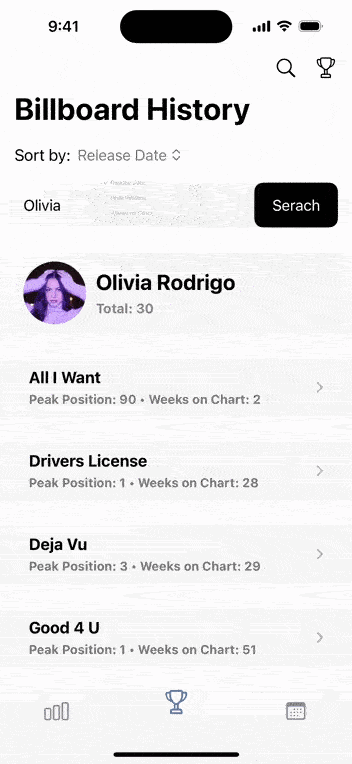 9:41
Billboard History
Sort by: Release Date
Olivia
Serach
Olivia Rodrigo
Total: 30
All I Want
Peak Position: 90 • Weeks on Chart: 2
Drivers License
Peak Position: 1 • Weeks on Chart: 28
Deja Vu
Peak Position: 3 • Weeks on Chart: 29
Good 4 U
Peak Position: 1 • Weeks on Chart: 51